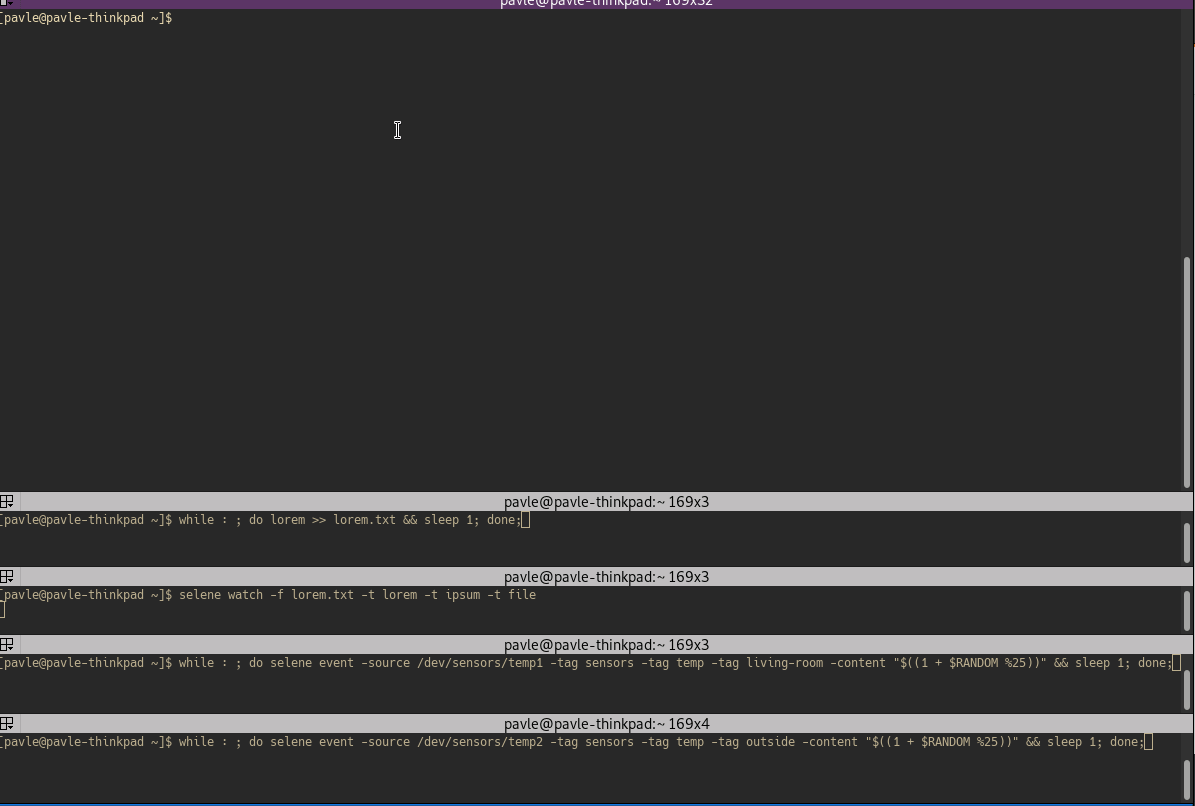 pavle@pavle-thinkpad:~ 169x32
[pavle@pavle-thinkpad ~]$
pavle@pavle-thinkpad:~ 169x3
[pavle@pavle-thinkpad ~]$ while : ; do lorem >> lorem.txt && sleep 1; done;
pavle@pavle-thinkpad:~ 169x3
[pavle@pavle-thinkpad ~]$ selene watch -f lorem.txt -t lorem -t ipsum -t file
pavle@pavle-thinkpad:~ 169x3
[pavle@pavle-thinkpad ~]$ while : ; do selene event -source /dev/sensors/temp1 -tag sensors -tag temp -tag living-room -content "$((1 + $RANDOM %25))" && sleep 1; done;
pavle@pavle-thinkpad:~ 169x4
[pavle@pavle-thinkpad ~]$ while : ; do selene event -source /dev/sensors/temp2 -tag sensors -tag temp -tag outside -content "$((1 + $RANDOM %25))" && sleep 1; done;